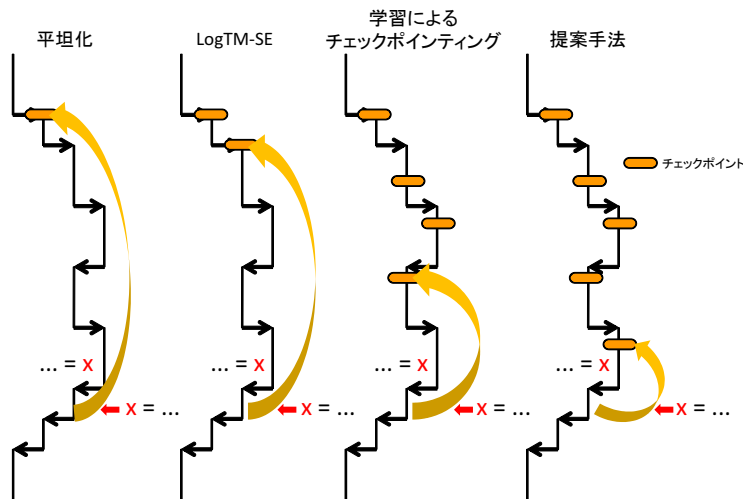 平坦化
LogTM-SE
学習による
チェックポインティング
提案手法
チェックポイント
... = x
... = x
... = x
... = x
x = ...
x = ...
x = ...
x = ...